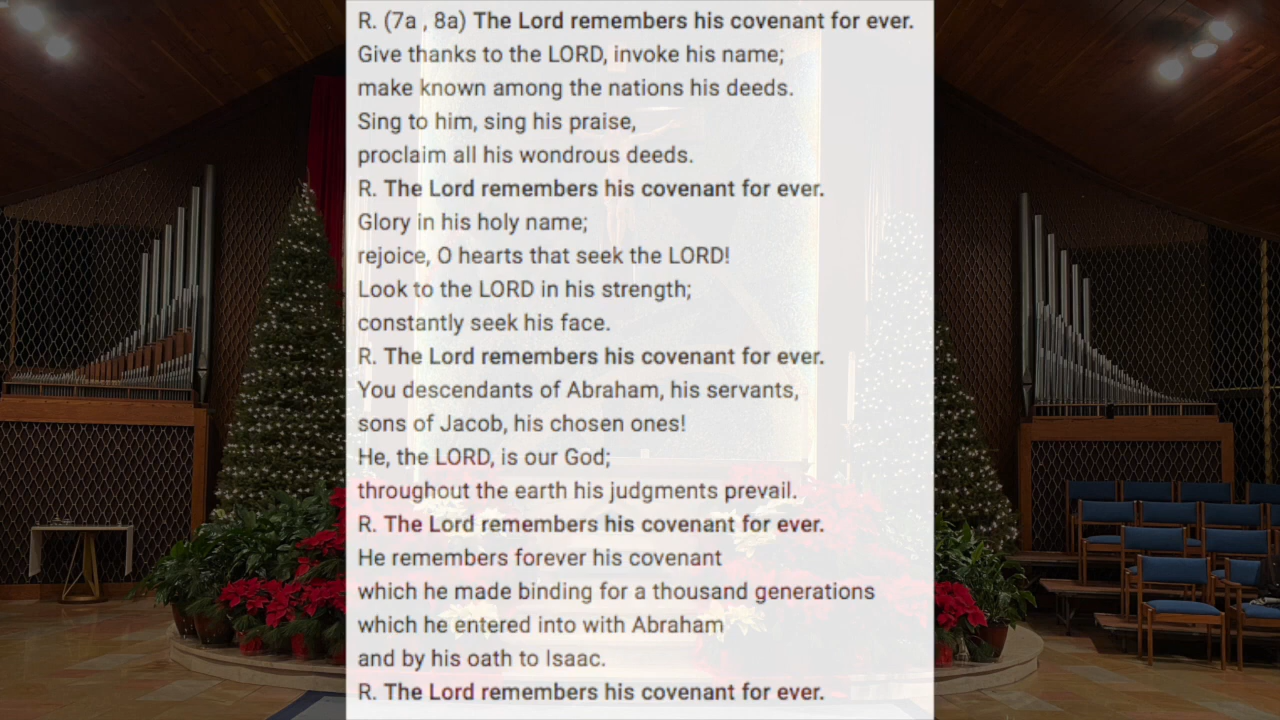 R. (7a , 8a) The Lord remembers his covenant for ever.
Give thanks to the LORD, invoke his name;
make known among the nations his deeds.
Sing to him, sing his praise,
proclaim all his wondrous deeds.
R. The Lord remembers his covenant for ever.
Glory in his holy name;
rejoice, O hearts that seek the LORD!
Look to the LORD in his strength;
constantly seek his face.
R. The Lord remembers his covenant for ever.
You descendants of Abraham, his servants,
sons of Jacob, his chosen ones!
He, the LORD, is our God;
throughout the earth his judgments prevail.
R. The Lord remembers his covenant for ever.
He remembers forever his covenant
which he made binding for a thousand generations
which he entered into with Abraham
and by his oath to Isaac.
R. The Lord remembers his covenant for ever.